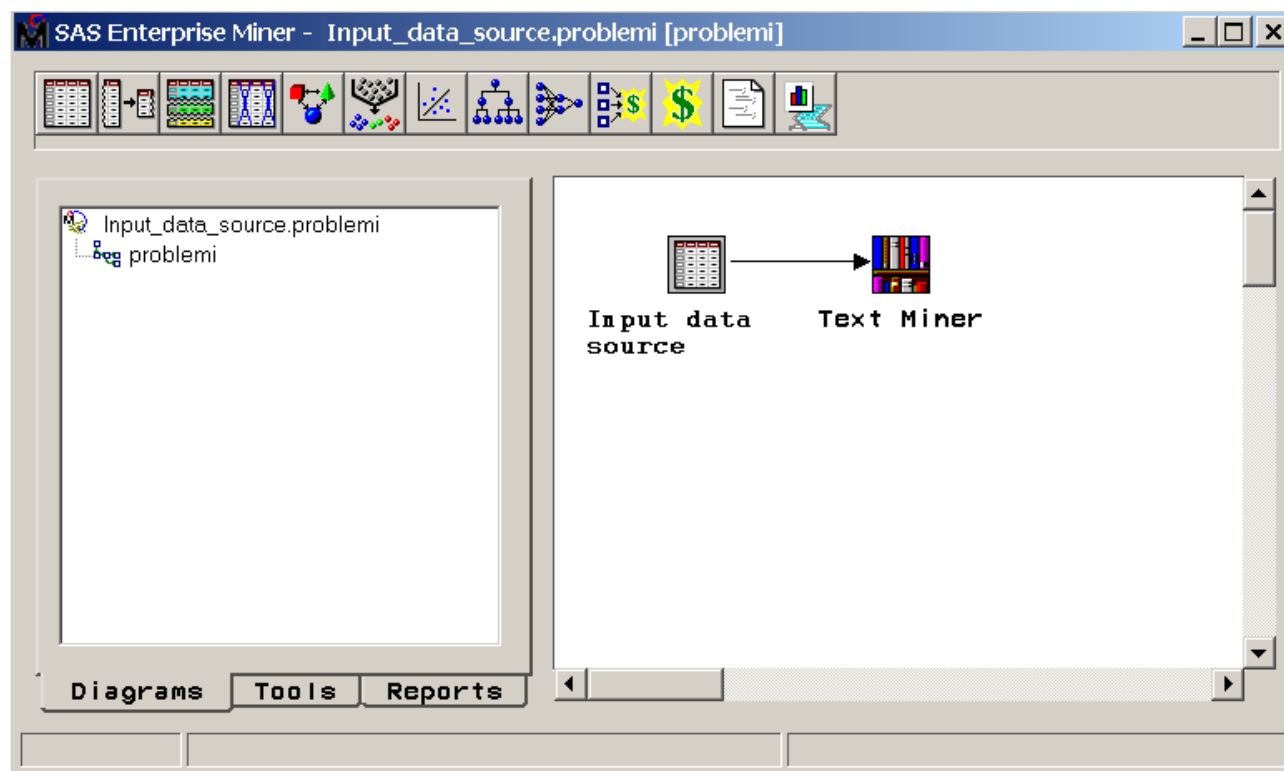 SAS Enterprise Miner - Input_data_source.problemi [problemi]
Input_data_source.problemi
problemi
Input data
source
Text Miner
Diagrams
Tools
Reports